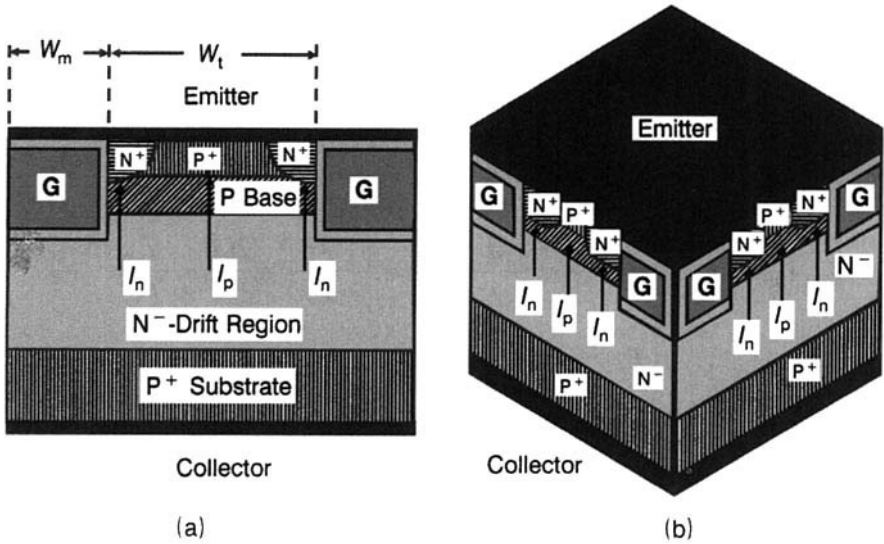 Wm
Wt
Emitter
N+
P+
N+
G
P Base
G
In
Ip
In
N−-Drift Region
P+ Substrate
Collector
(a)
Emitter
G
N+
P+
N+
G
G
N+
P+
N+
G
N−
In
Ip
In
In
Ip
In
P+
N−
P+
Collector
(b)